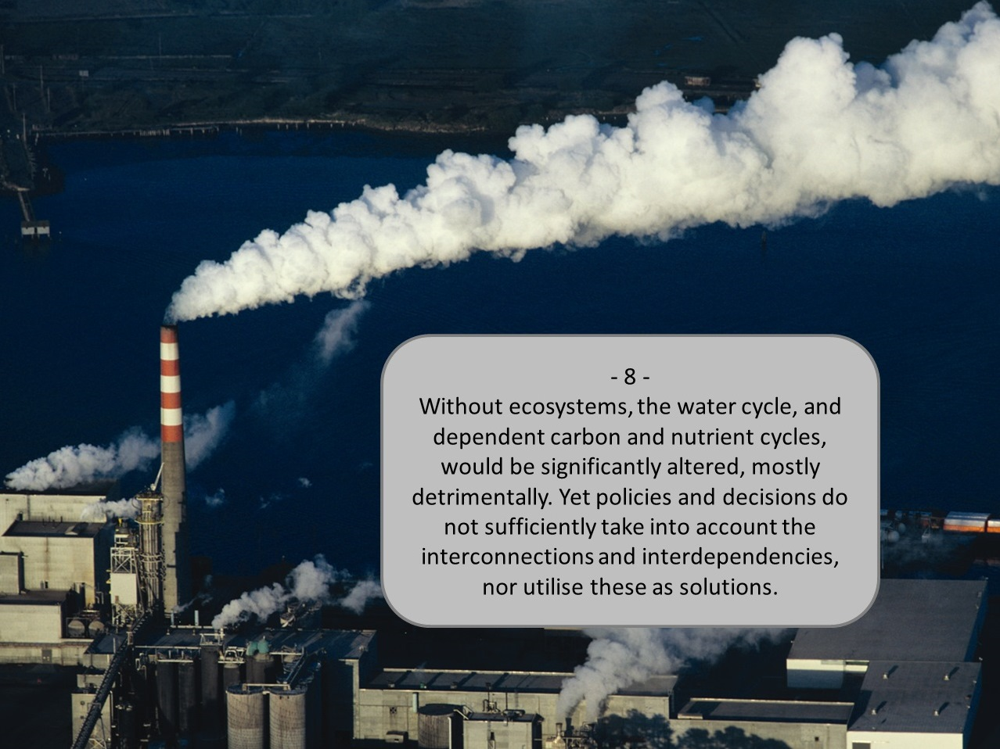 - 8 -
Without ecosystems, the water cycle, and
dependent carbon and nutrient cycles,
would be significantly altered, mostly
detrimentally. Yet policies and decisions do
not sufficiently take into account the
interconnections and interdependencies,
nor utilise these as solutions.